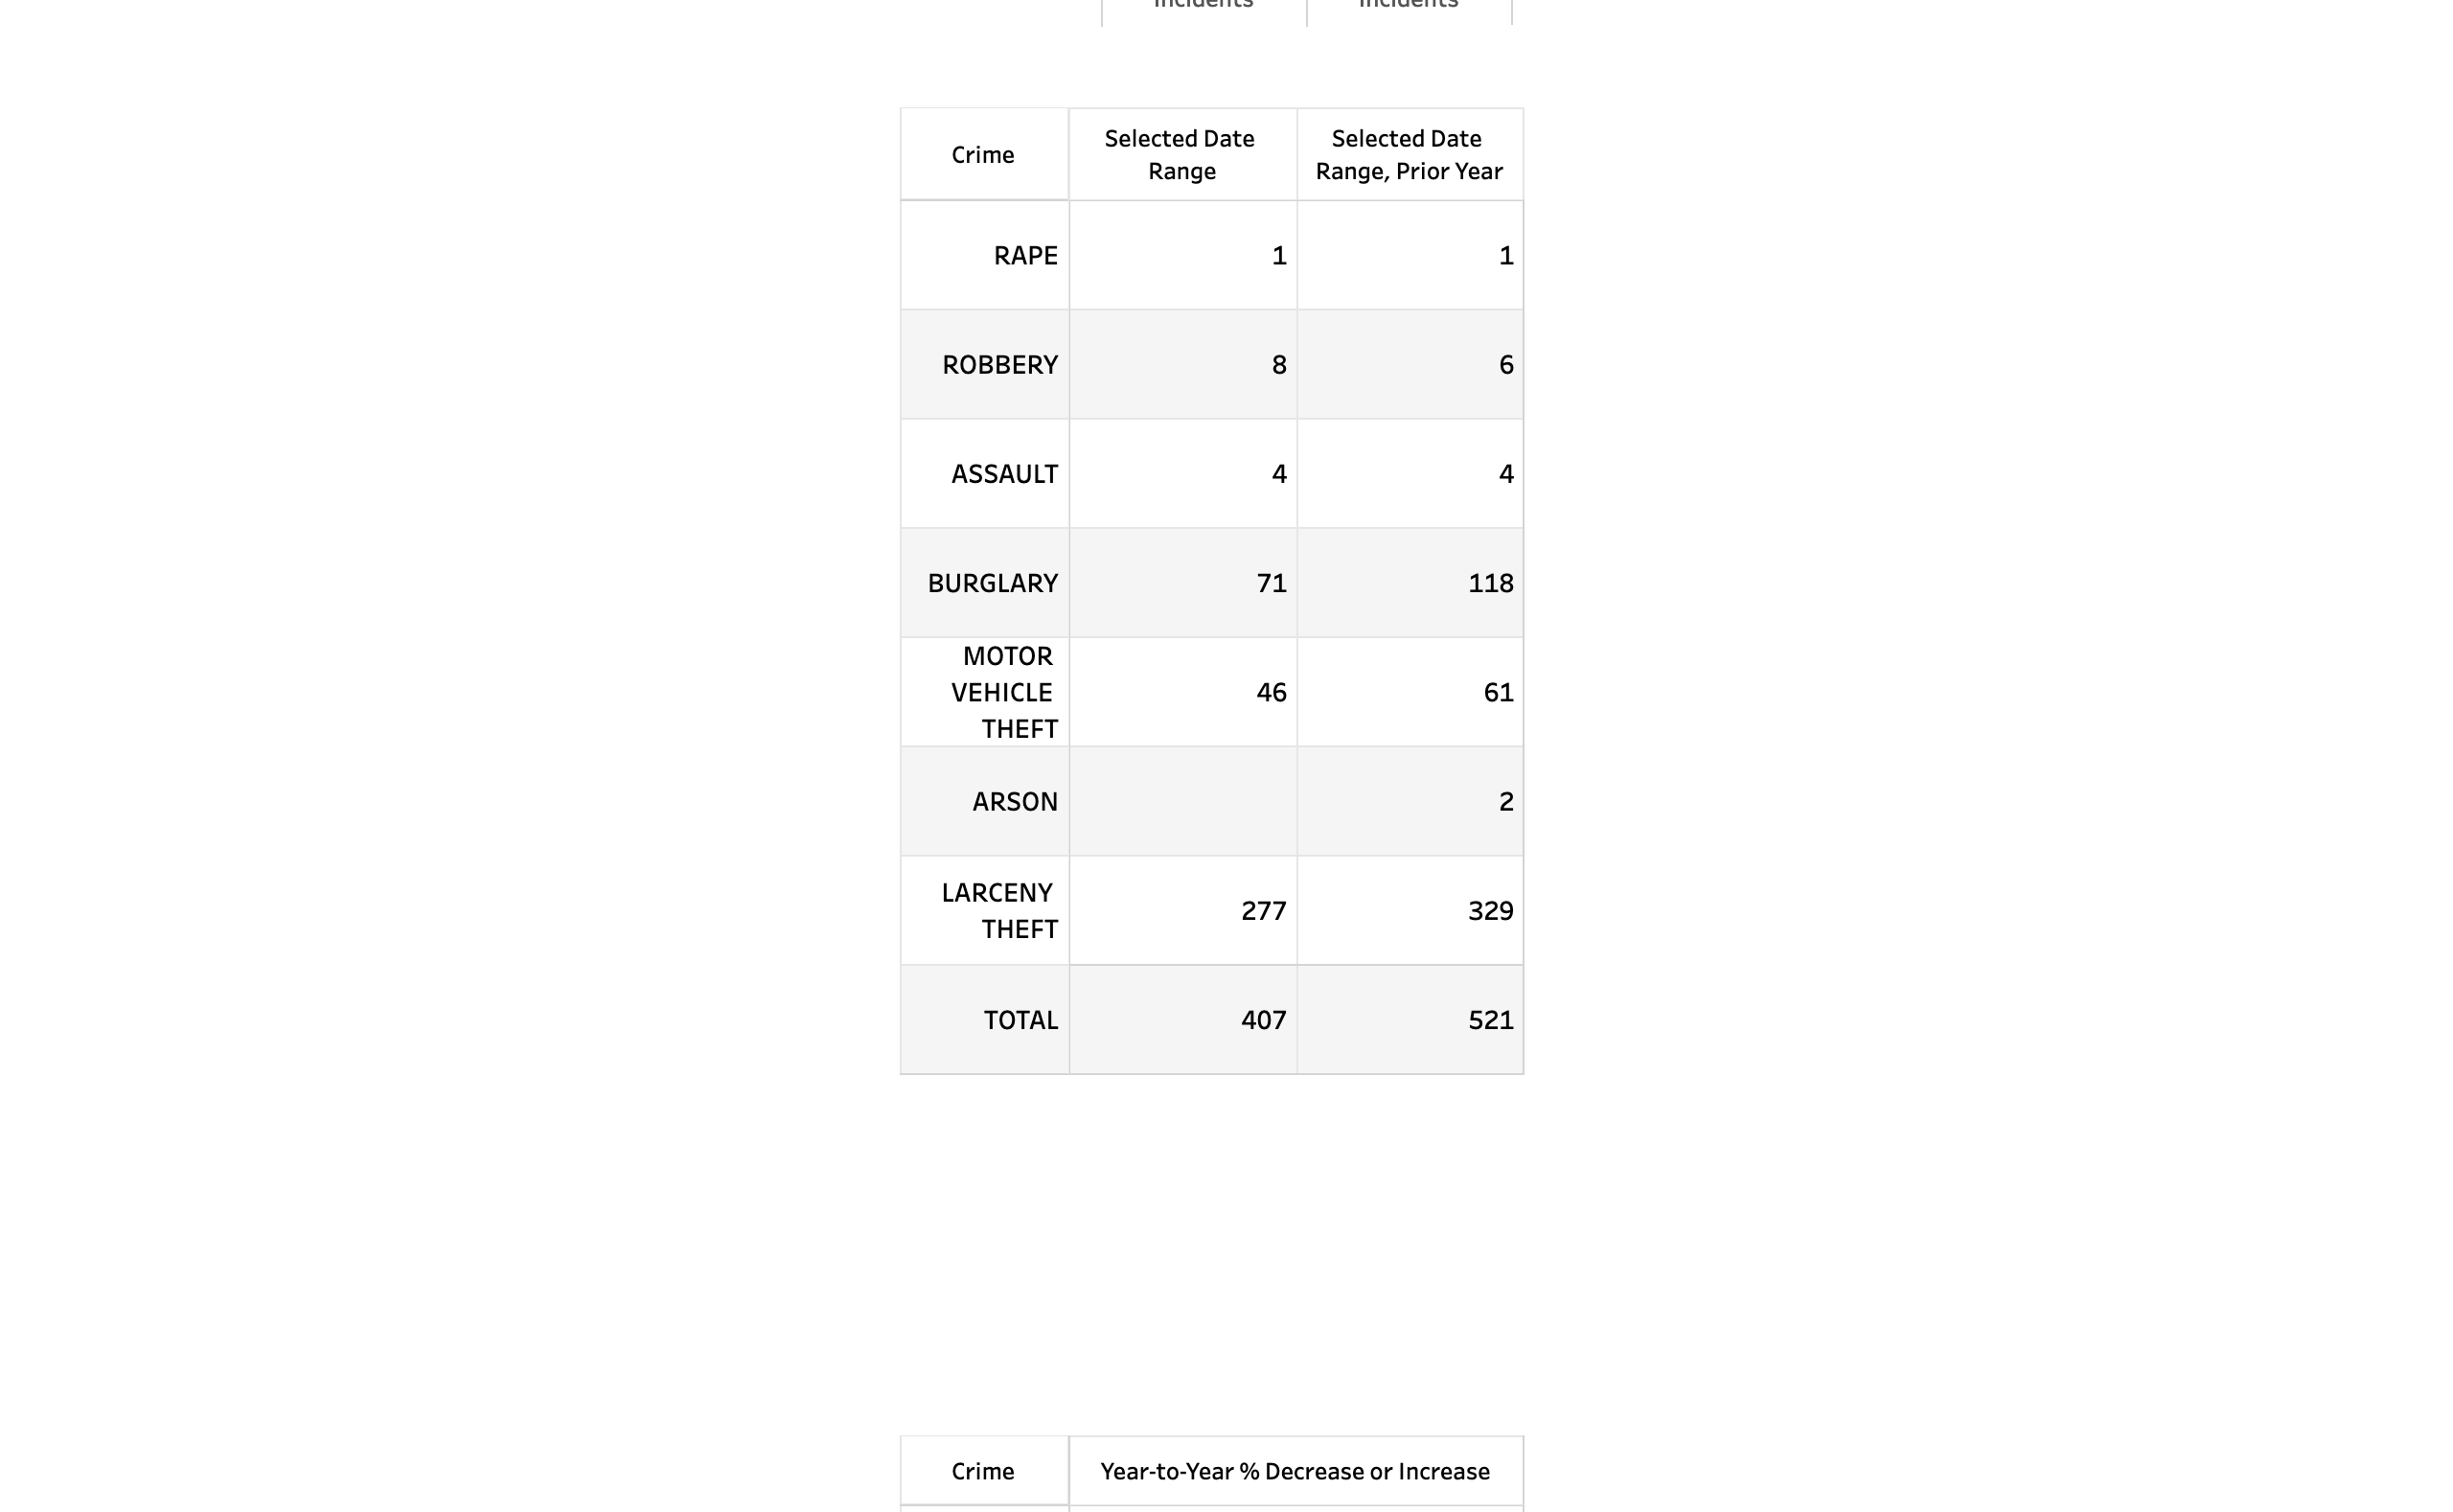 Incidents Incidents
Crime
Selected Date
Range
Selected Date
Range, Prior Year
RAPE 1 1
ROBBERY 8 6
ASSAULT 4 4
BURGLARY 71 118
MOTOR
VEHICLE
THEFT
46 61
ARSON 2
LARCENY
THEFT
277 329
TOTAL 407 521
Crime Year-to-Year % Decrease or Increase